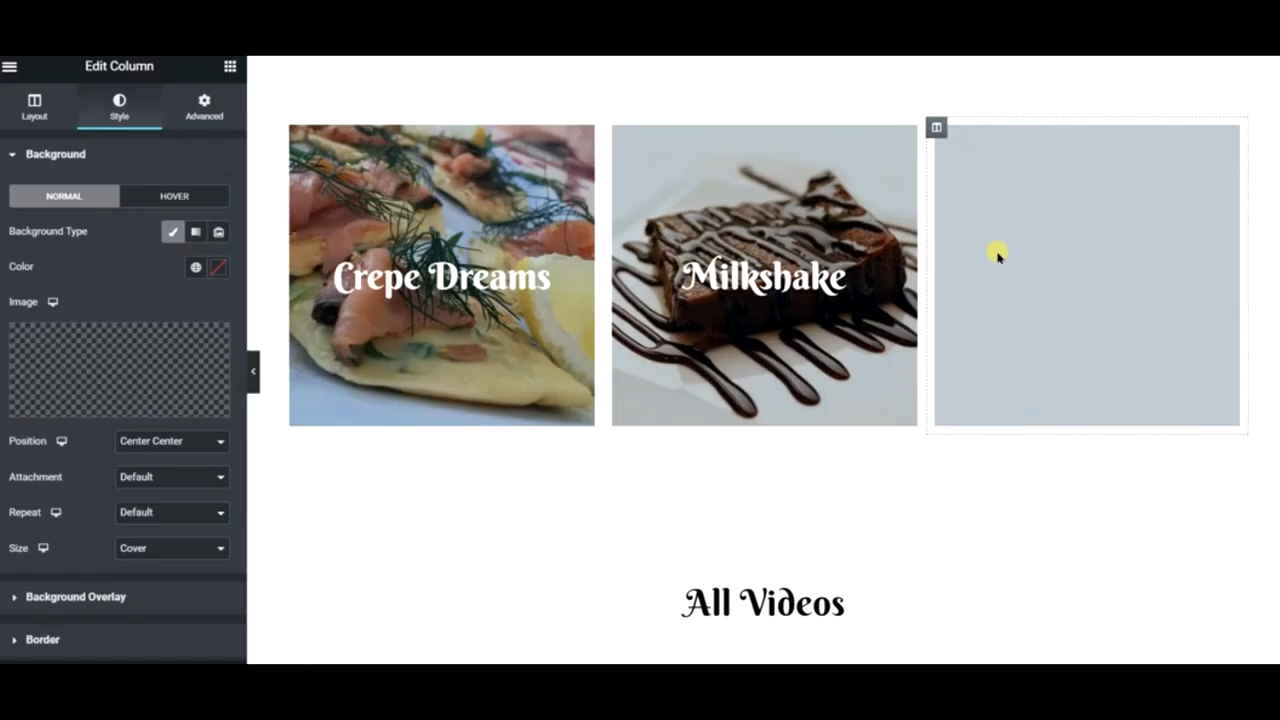 Edit Column
Layout
Style
Advanced
Background
NORMAL
HOVER
Background Type
Color
Image
Position
Center Center
Attachment
Default
Repeat
Default
Size
Cover
Background Overlay
Border
Crepe Dreams
Milkshake
All Videos